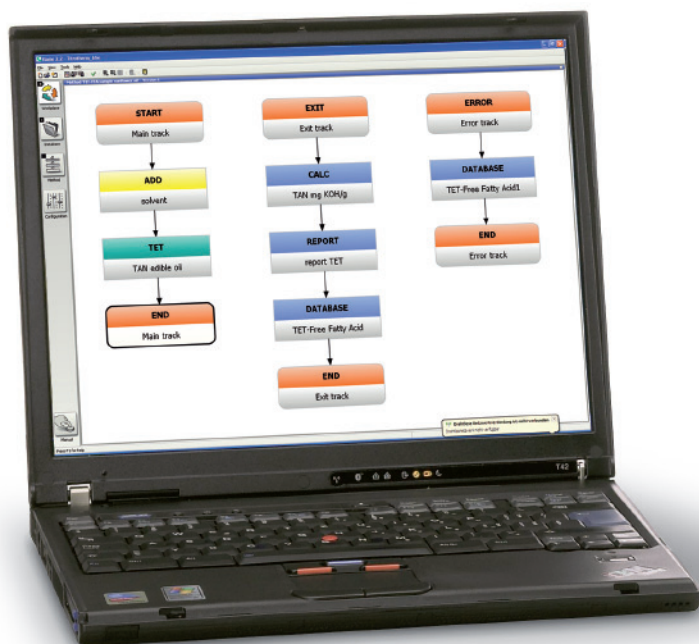 START
Main track
ADD
solvent
TET
TAN edible oil
END
Main track
EXIT
Exit track
CALC
TAN mg KOH/g
REPORT
report TET
DATABASE
TET-Free Fatty Acid
END
Exit track
ERROR
Error track
DATABASE
TET-Free Fatty Acid1
END
Error track
Configuration
Manual
T42